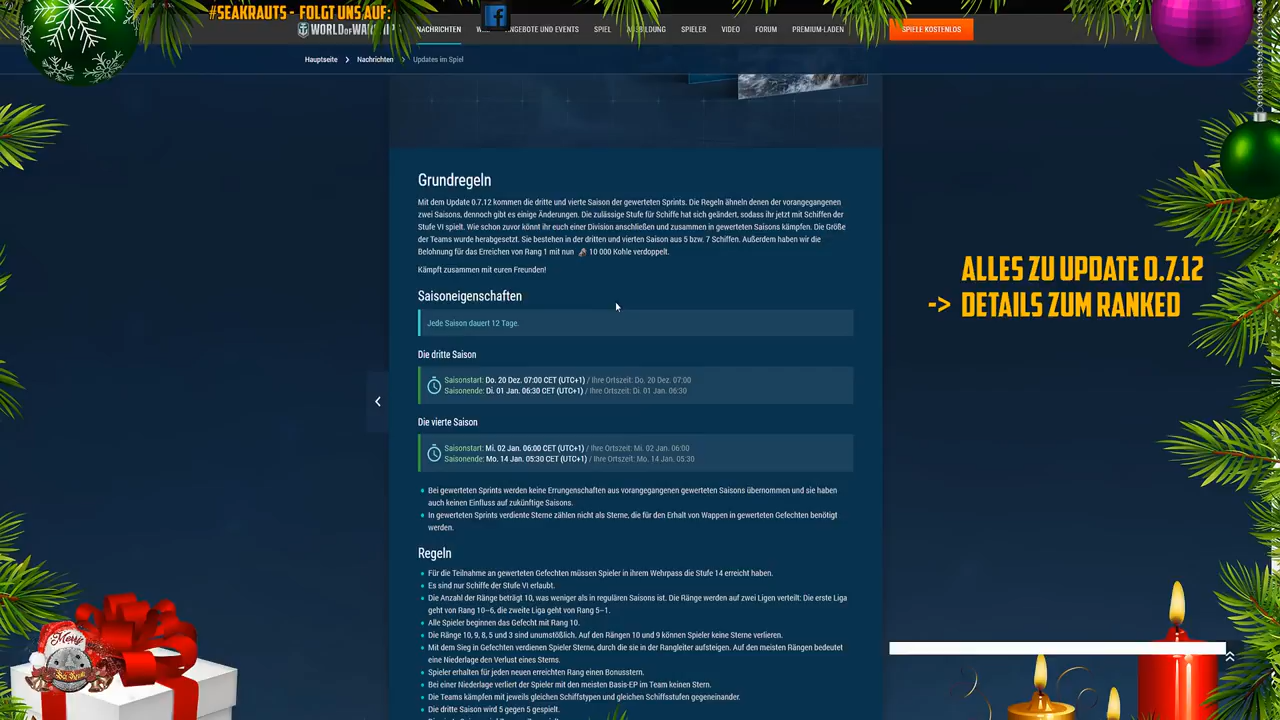 #SEAKRAUTS - FOLGT UNS AUF:
WORLD OF WARSHI
NACHRICHTEN
ANGEBOTE UND EVENTS
SPIEL
SPIELER
VIDEO
FORUM
PREMIUM-LADEN
SPIELE KOSTENLOS
Hauptseite
Nachrichten
Updates im Spiel
Grundregeln
Mit dem Update 0.7.12 kommen die dritte und vierte Saison der gewerteten Sprints. Die Regeln ähneln denen der vorangegangenen
zwei Saisons, dennoch gibt es einige Änderungen. Die zulässige Stufe für Schiffe hat sich geändert, sodass ihr jetzt mit Schiffen der
Stufe VI spielt. Wie schon zuvor könnt ihr euch einer Division anschließen und zusammen in gewerteten Saisons kämpfen. Die Größe
der Teams wurde herabgesetzt. Sie bestehen in der dritten und vierten Saison aus 5 bzw. 7 Schiffen. Außerdem haben wir die
Belohnung für das Erreichen von Rang 1 mit nun 10 000 Kohle verdoppelt.
Kämpft zusammen mit euren Freunden!
ALLES ZU UPDATE 0.7.12
-> DETAILS ZUM RANKED
Saisoneigenschaften
Jede Saison dauert 12 Tage.
Die dritte Saison
Saisonstart: Do. 20 Dez. 07:00 CET (UTC+1) / Ihre Ortszeit: Do. 20 Dez. 07:00
Saisonende: Di. 01 Jan. 06:30 CET (UTC+1) / Ihre Ortszeit: Di. 01 Jan. 06:30
Die vierte Saison
Saisonstart: Mi. 02 Jan. 06:00 CET (UTC+1) / Ihre Ortszeit: Mi. 02 Jan. 06:00
Saisonende: Mo. 14 Jan. 05:30 CET (UTC+1) / Ihre Ortszeit: Mo. 14 Jan. 05:30
Bei gewerteten Sprints werden keine Errungenschaften aus vorangegangenen gewerteten Saisons übernommen und sie haben
auch keinen Einfluss auf zukünftige Saisons.
In gewerteten Sprints verdiente Sterne zählen nicht als Sterne, die für den Erhalt von Wappen in gewerteten Gefechten benötigt
werden.
Regeln
Für die Teilnahme an gewerteten Gefechten müssen Spieler in ihrem Wehrpass die Stufe 14 erreicht haben.
Es sind nur Schiffe der Stufe VI erlaubt.
Die Anzahl der Ränge beträgt 10, was weniger als in regulären Saisons ist. Die Ränge werden auf zwei Ligen verteilt: Die erste Liga
geht von Rang 10–6, die zweite Liga geht von Rang 5–1.
Alle Spieler beginnen das Gefecht mit Rang 10.
Die Ränge 10, 9, 8, 5 und 3 sind unumstößlich. Auf den Rängen 10 und 9 können Spieler keine Sterne verlieren.
Mit dem Sieg in Gefechten verdienen Spieler Sterne, durch die sie in der Rangleiter aufsteigen. Auf den meisten Rängen bedeutet
eine Niederlage den Verlust eines Sterns.
Spieler erhalten für jeden neuen erreichten Rang einen Bonusstern.
Bei einer Niederlage verliert der Spieler mit den meisten Basis-EP im Team keinen Stern.
Die Teams kämpfen mit jeweils gleichen Schiffstypen und gleichen Schiffsstufen gegeneinander.
Die dritte Saison wird 5 gegen 5 gespielt.
Merry